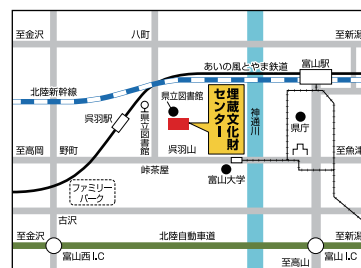 至金沢
八町
至新潟
あいの風とやま鉄道
富山駅
北陸新幹線
県立図書館
呉羽駅
県立図書館
埋蔵文化財
センター
神通川
県庁
至高岡
野町
呉羽山
至魚津
峠茶屋
富山大学
ファミリー
パーク
古沢
至金沢
北陸自動車道
至新潟
富山西I.C
至高山
富山I.C